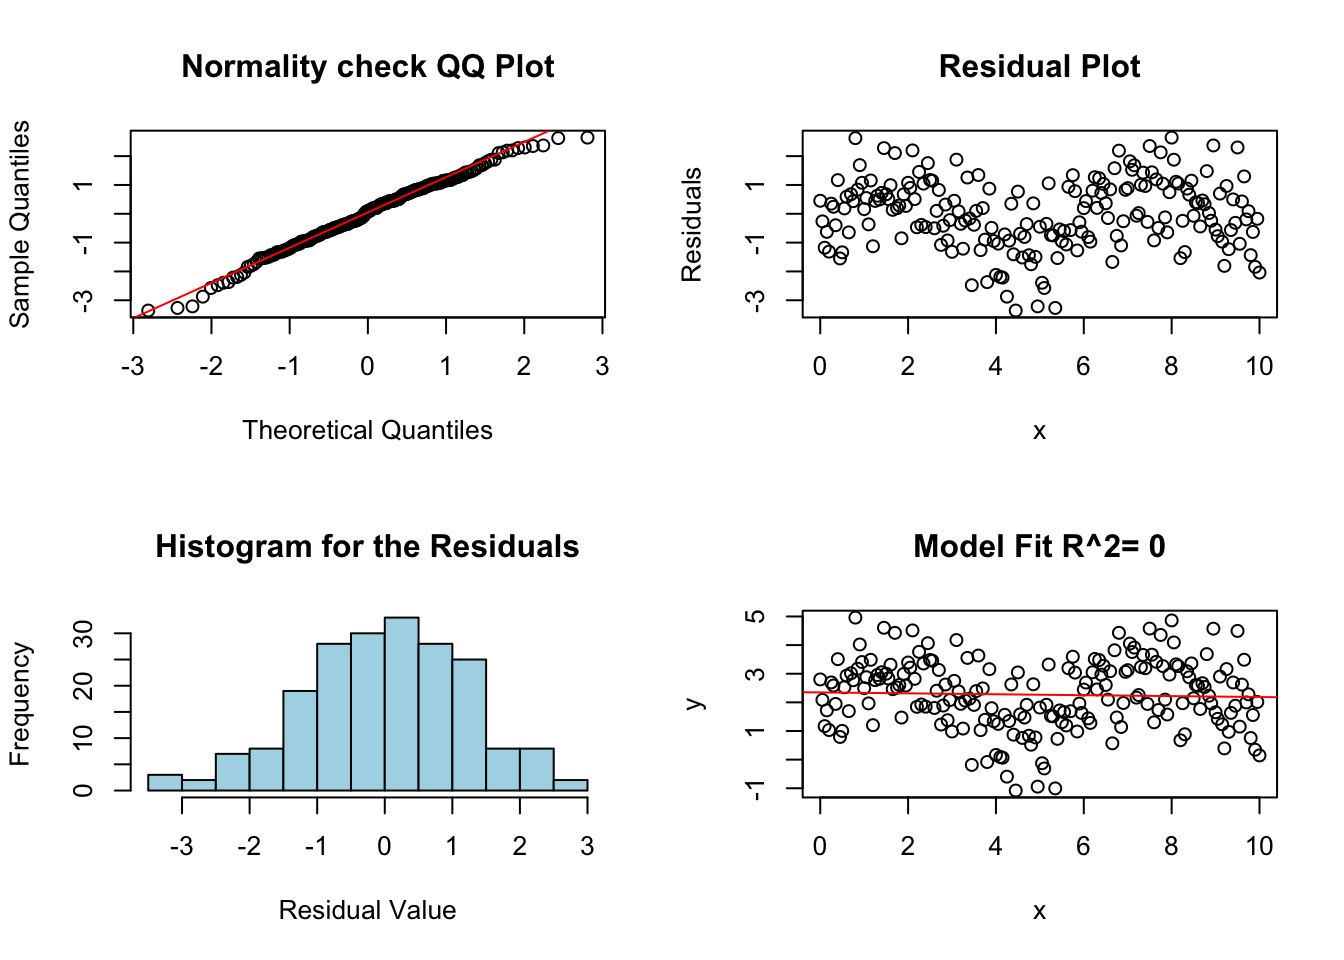 Normality check QQ Plot
Sample Quantiles
1
-1
-3
-3 -2 -1 0 1 2 3
Theoretical Quantiles
Residual Plot
Residuals
1
-1
-3
0 2 4 6 8 10
x
Histogram for the Residuals
Frequency
30
20
10
0
-3 -2 -1 0 1 2 3
Residual Value
Model Fit R^2= 0
y
5
3
1
-1
0 2 4 6 8 10
x